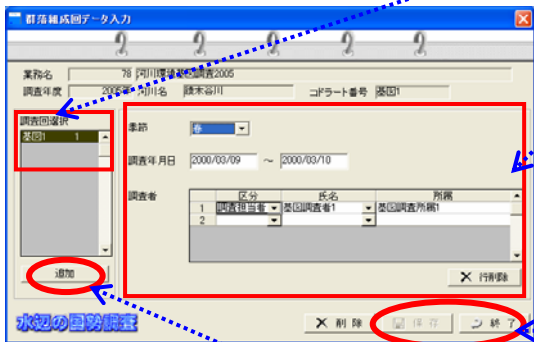 群落組成回データ入力
業務名 78 河川環境基図調査2005
調査年度 2005年 河川名 陸木谷川 コドラート番号 基図1
調査回選択
基図1 1
季節 春
調査年月日 2000/03/09 ～ 2000/03/10
調査者 区分 氏名 所属
1 調査担当者 基図調査者1 基図調査所属1
2
追加
行削除
水辺の国勢調査
削除 保存 終了